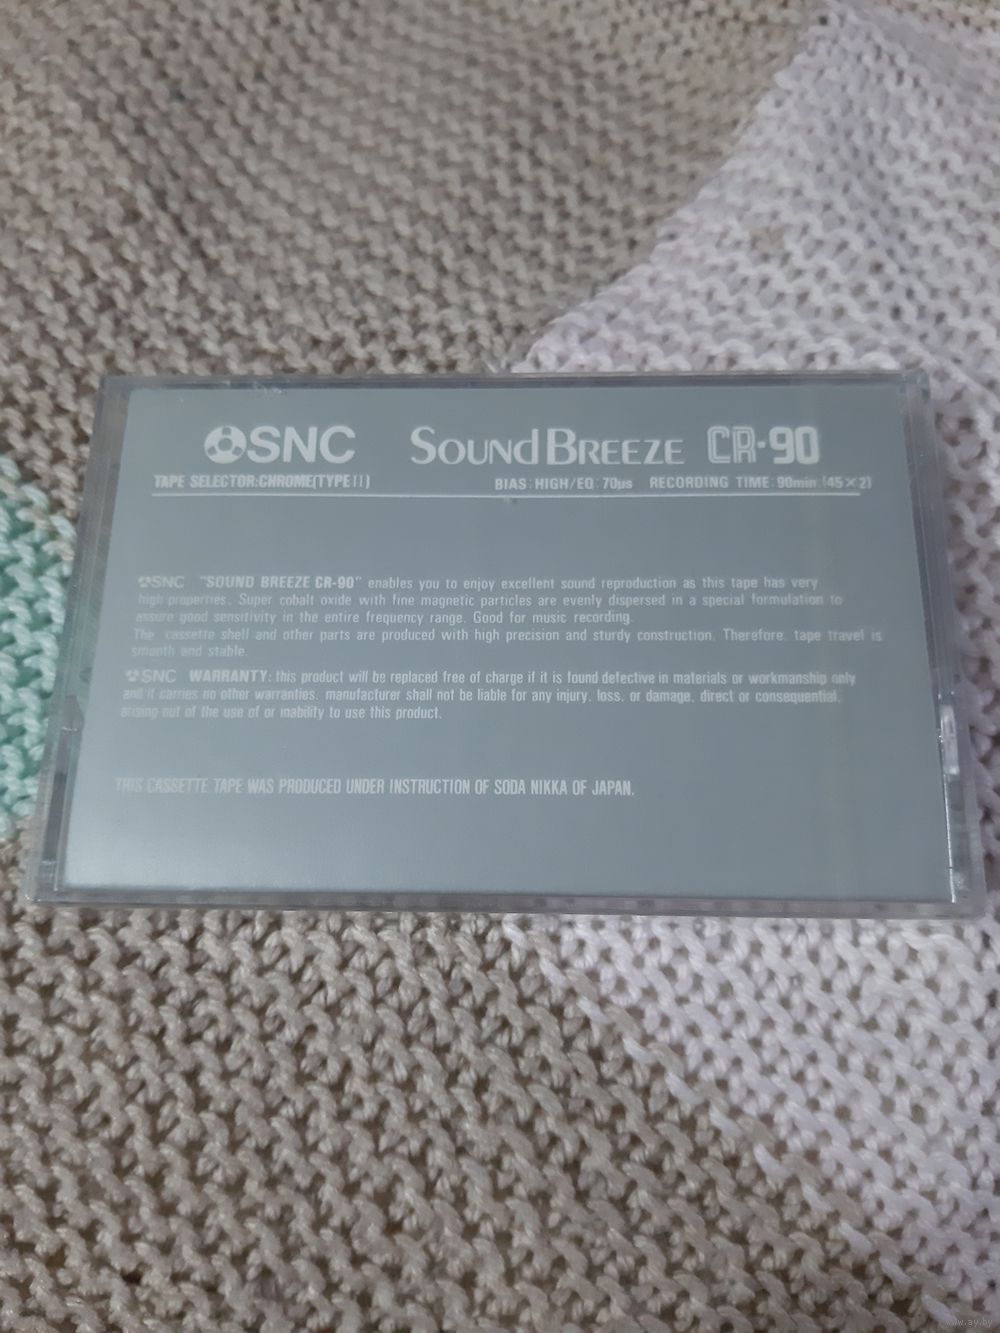 SNC SOUND BREEZE CR-90
TAPE SELECTOR:CHROME(TYPE II) BIAS:HIGH/EQ:70µs RECORDING TIME:90min.(45×2)
SNC "SOUND BREEZE CR-90" enables you to enjoy excellent sound reproduction as this tape has very
high properties. Super cobalt oxide with fine magnetic particles are evenly dispersed in a special formulation to
assure good sensitivity in the entire frequency range. Good for music recording.
The cassette shell and other parts are produced with high precision and sturdy construction. Therefore, tape travel is
smooth and stable.
SNC WARRANTY: this product will be replaced free of charge if it is found defective in materials or workmanship only
and it carries no other warranties, manufacturer shall not be liable for any injury, loss, or damage, direct or consequential,
arising out of the use of or inability to use this product.
THIS CASSETTE TAPE WAS PRODUCED UNDER INSTRUCTION OF SODA NIKKA OF JAPAN.
www.ay.by